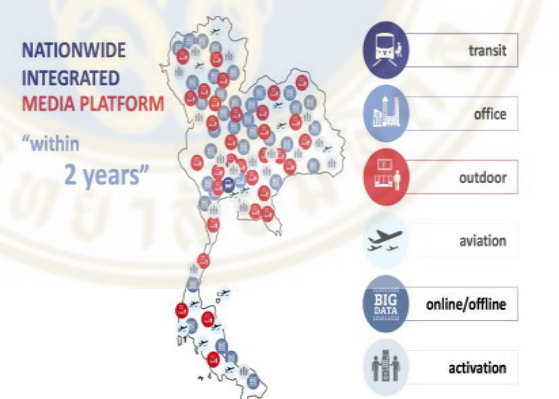 NATIONWIDE
INTEGRATED
MEDIA PLATFORM
“within
2 years”
transit
office
outdoor
aviation
BIG
DATA
online/offline
activation